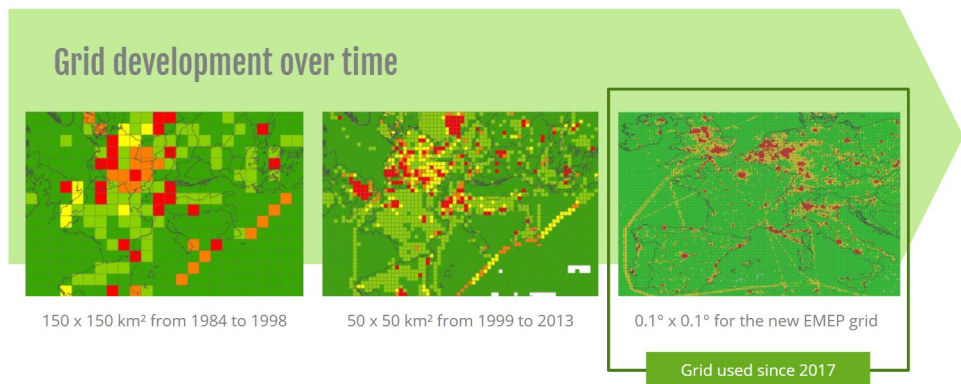 Grid development over time
150 x 150 km² from 1984 to 1998
50 x 50 km² from 1999 to 2013
0.1° x 0.1° for the new EMEP grid
Grid used since 2017